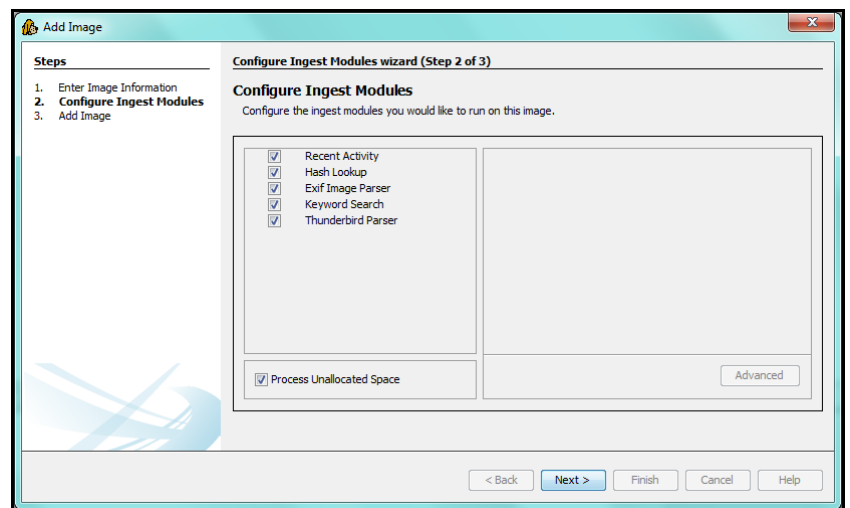 Add Image
Steps
1. Enter Image Information
2. Configure Ingest Modules
3. Add Image
Configure Ingest Modules wizard (Step 2 of 3)
Configure Ingest Modules
Configure the ingest modules you would like to run on this image.
Recent Activity
Hash Lookup
Exif Image Parser
Keyword Search
Thunderbird Parser
Process Unallocated Space
Advanced
< Back Next > Finish Cancel Help